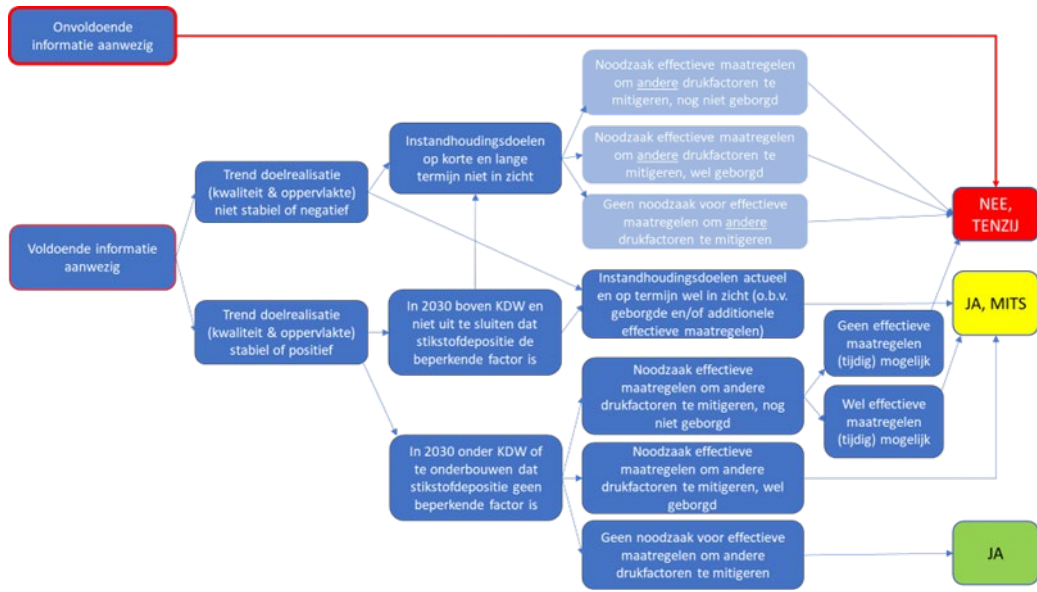 Onvoldoende
informatie aanwezig
Noodzaak effectieve maatregelen
om andere drukfactoren te
mitigeren, nog niet geborgd
Instandhoudingsdoelen
op korte en lange
termijn niet in zicht
Noodzaak effectieve maatregelen
om andere drukfactoren te
mitigeren, wel geborgd
Trend doelrealisatie
(kwaliteit & oppervlakte)
niet stabiel of negatief
Geen noodzaak voor effectieve
maatregelen om andere
drukfactoren te mitigeren
NEE,
TENZIJ
Voldoende informatie
aanwezig
Trend doelrealisatie
(kwaliteit & oppervlakte)
stabiel of positief
In 2030 boven KDW en
niet uit te sluiten dat
stikstofdepositie de
beperkende factor is
Instandhoudingsdoelen actueel
en op termijn wel in zicht (o.b.v.
geborgde en/of additionele
effectieve maatregelen)
JA, MITS
Geen effectieve
maatregelen
(tijdig) mogelijk
Noodzaak effectieve
maatregelen om andere
drukfactoren te mitigeren, nog
niet geborgd
Wel effectieve
maatregelen
(tijdig) mogelijk
In 2030 onder KDW of
te onderbouwen dat
stikstofdepositie geen
beperkende factor is
Noodzaak effectieve
maatregelen om andere
drukfactoren te mitigeren, wel
geborgd
Geen noodzaak voor effectieve
maatregelen om andere
drukfactoren te mitigeren
JA